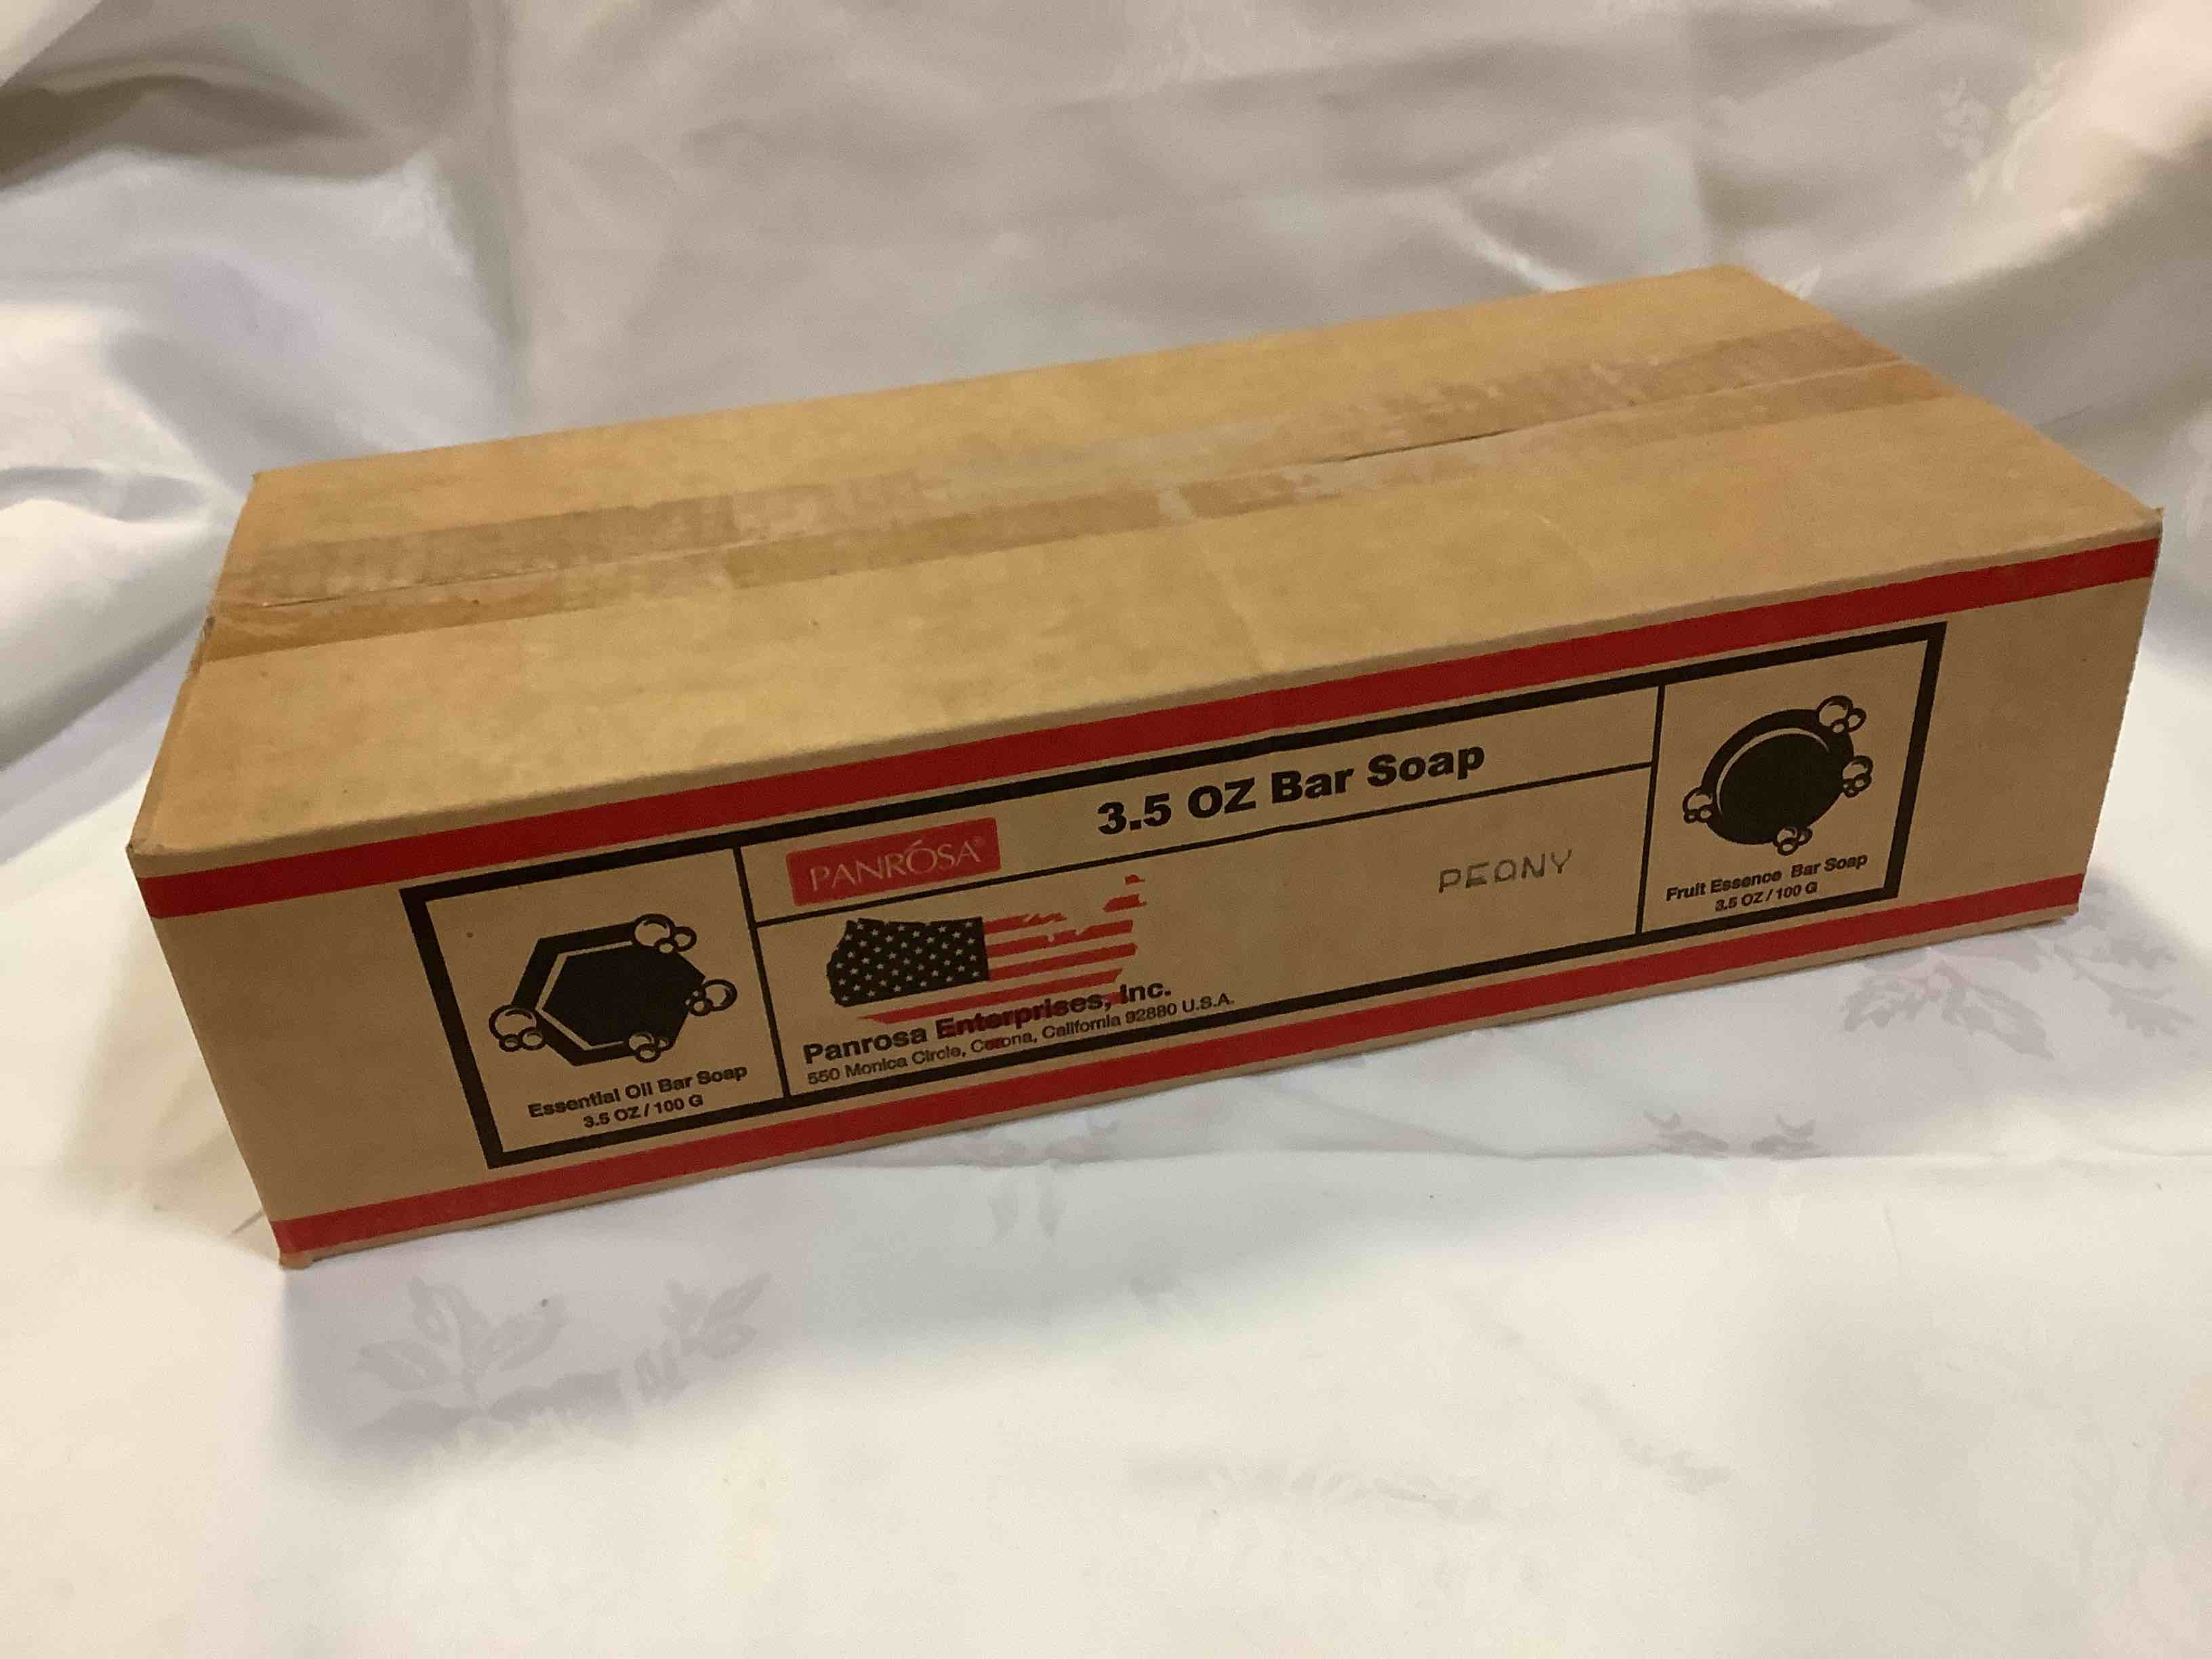 3.5 OZ Bar Soap
PANRÓSA®
PEONY
Panrosa Enterprises, Inc.
550 Monica Circle, Corona, California 92880 U.S.A.
Essential Oil Bar Soap
3.5 OZ / 100 G
Fruit Essence Bar Soap
3.5 OZ / 100 G